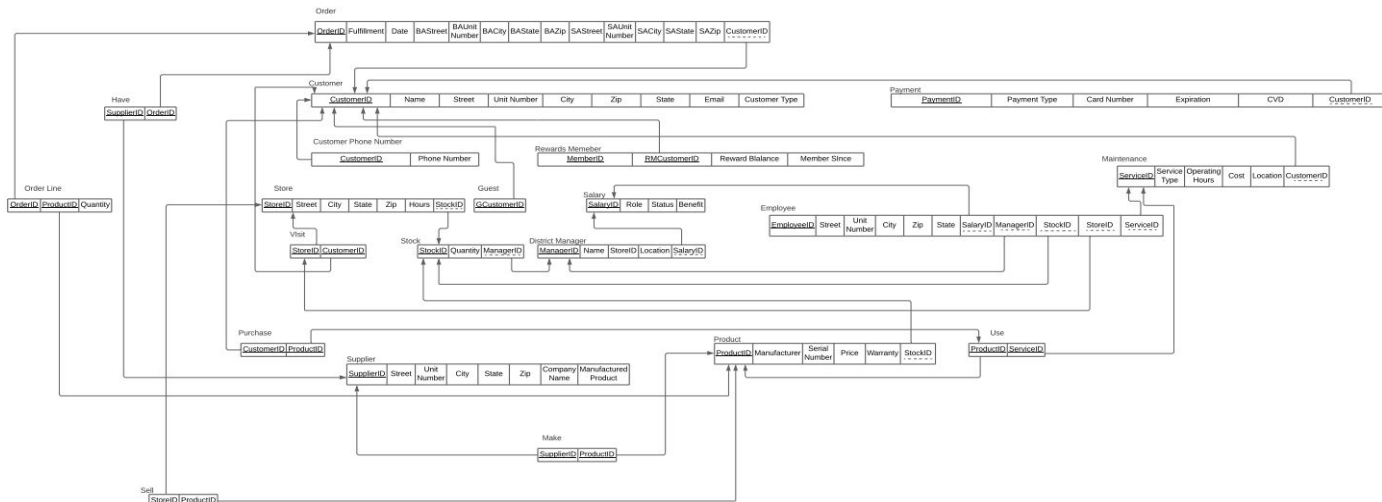 Order
OrderID Fulfillment Date BAStreet BAUnit Number BACity BAState BAZip SAStreet SAUnit Number SACity SAState SAZip CustomerID
Customer
CustomerID Name Street Unit Number City Zip State Email Customer Type
Payment
PaymentID Payment Type Card Number Expiration CVD CustomerID
Have
SupplierID OrderID
Customer Phone Number
CustomerID Phone Number
Rewards Memeber
MemberID RMCustomerID Reward Blalance Member SInce
Maintenance
ServiceID Service Type Operating Hours Cost Location CustomerID
Order Line
OrderID ProductID Quantity
Store
StoreID Street City State Zip Hours StockID
Guest
GCustomerID
Salary
SalaryID Role Status Benefit
Employee
EmployeeID Street Unit Number City Zip State SalaryID ManagerID StockID StoreID ServiceID
VIsit
StoreID CustomerID
Stock
StockID Quantity ManagerID
District Manager
ManagerID Name StoreID Location SalaryID
Purchase
CustomerID ProductID
Product
ProductID Manufacturer Serial Number Price Warranty StockID
Use
ProductID ServiceID
Supplier
SupplierID Street Unit Number City State Zip Company Name Manufactured Product
Make
SupplierID ProductID
Sell
StoreID ProductID